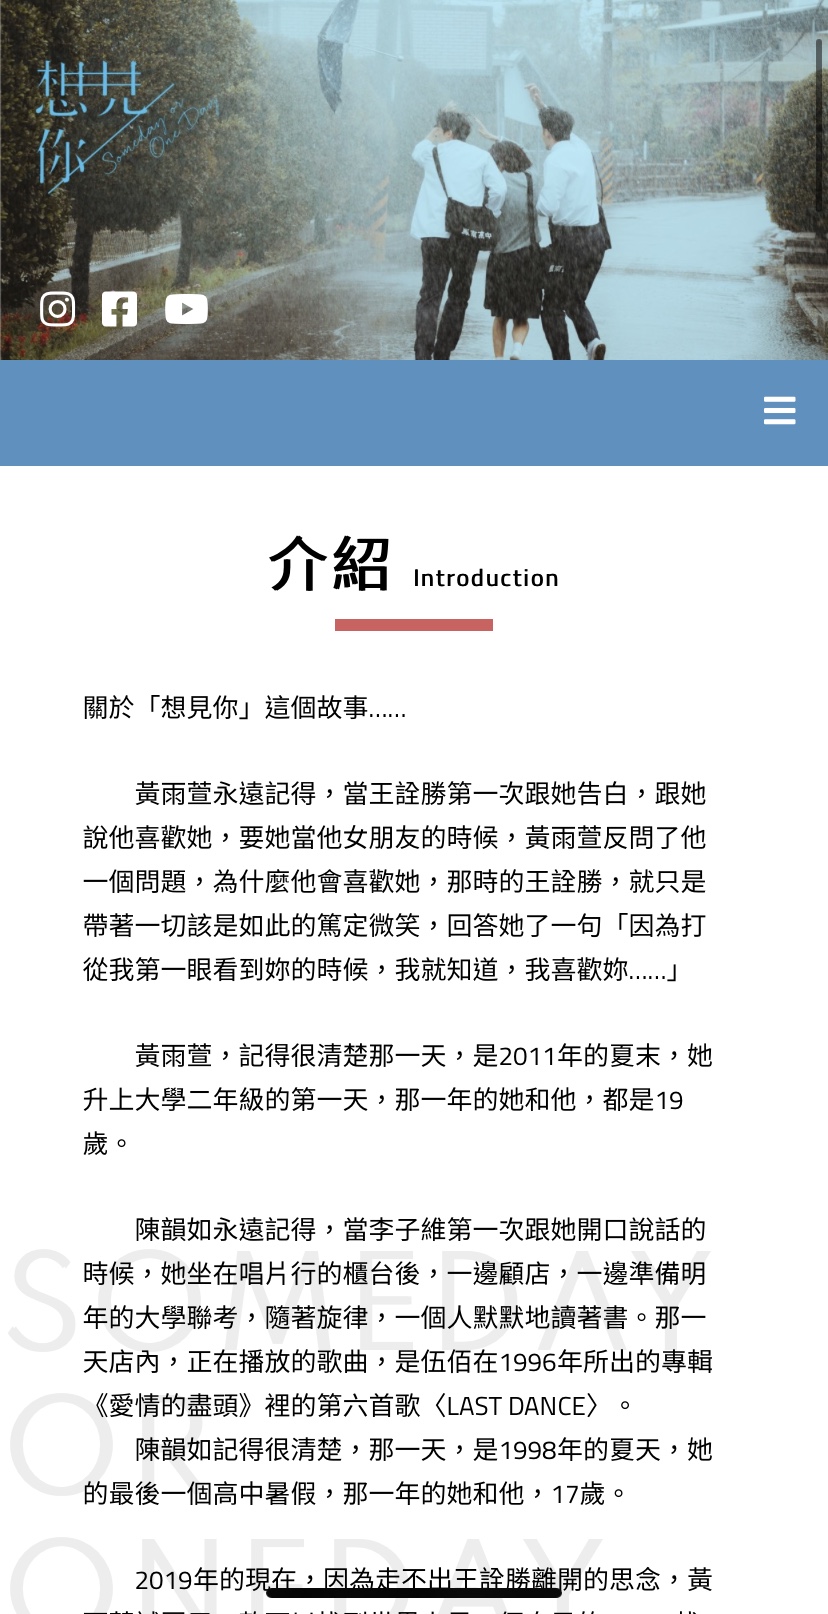 想見
你
Someday or
One Day
介紹 Introduction
關於「想見你」這個故事……
黃雨萱永遠記得，當王詮勝第一次跟她告白，跟她
說他喜歡她，要她當他女朋友的時候，黃雨萱反問了他
一個問題，為什麼他會喜歡她，那時的王詮勝，就只是
帶著一切該是如此的篤定微笑，回答她了一句「因為打
從我第一眼看到妳的時候，我就知道，我喜歡妳……」
黃雨萱，記得很清楚那一天，是2011年的夏末，她
升上大學二年級的第一天，那一年的她和他，都是19
歲。
陳韻如永遠記得，當李子維第一次跟她開口說話的
時候，她坐在唱片行的櫃台後，一邊顧店，一邊準備明
年的大學聯考，隨著旋律，一個人默默地讀著書。那一
天店內，正在播放的歌曲，是伍佰在1996年所出的專輯
《愛情的盡頭》裡的第六首歌〈LAST DANCE〉。
陳韻如記得很清楚，那一天，是1998年的夏天，她
的最後一個高中暑假，那一年的她和他，17歲。
2019年的現在，因為走不出王詮勝離開的思念，黃
SOMEDAY
OR
ONEDAY